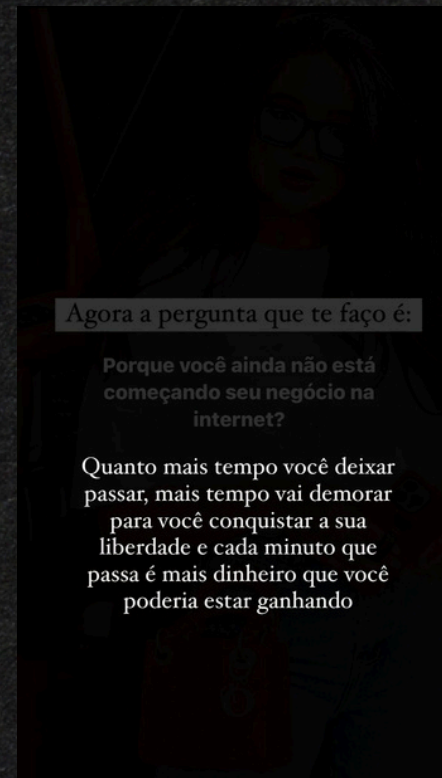 Agora a pergunta que te faço é:
Porque você ainda não está
começando seu negócio na
internet?
Quanto mais tempo você deixar
passar, mais tempo vai demorar
para você conquistar a sua
liberdade e cada minuto que
passa é mais dinheiro que você
poderia estar ganhando